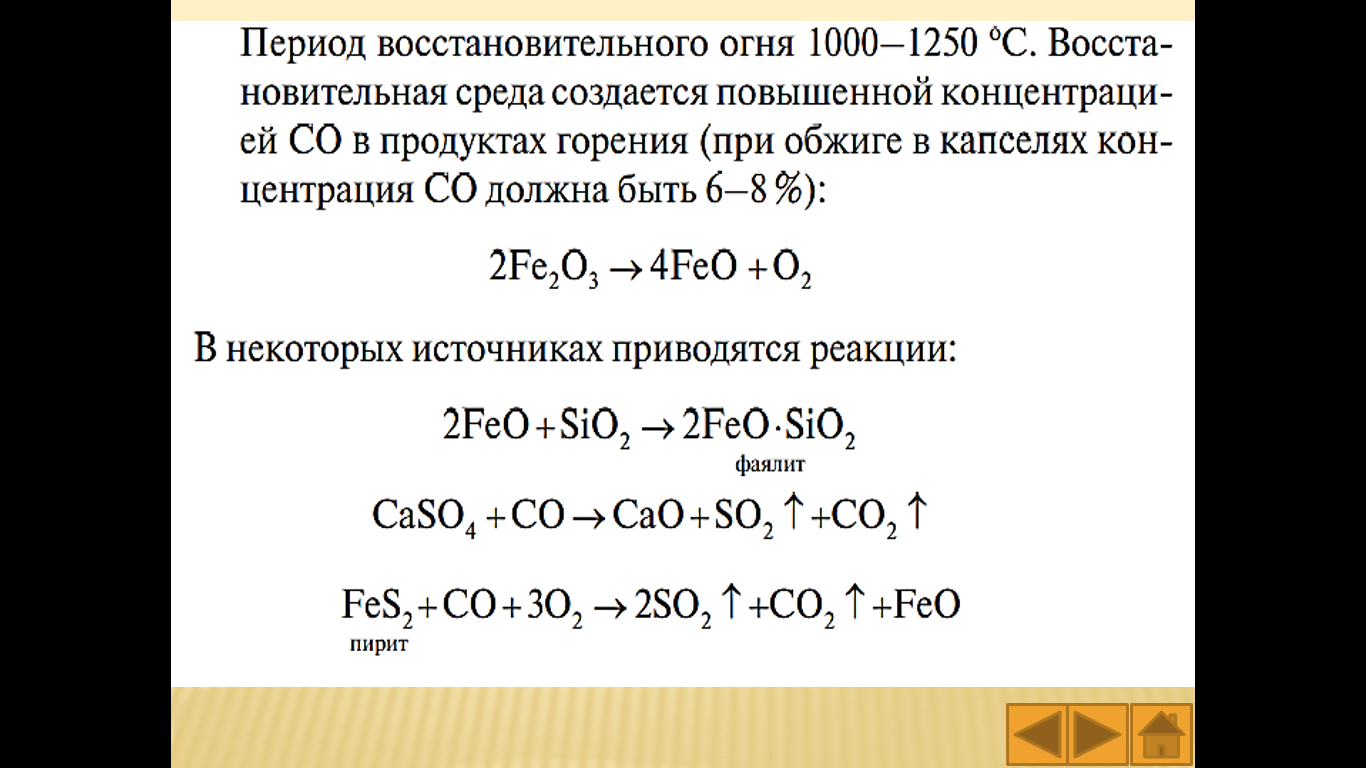 Период восстановительного огня 1000–1250 °С. Восста-
новительная среда создается повышенной концентраци-
ей СО в продуктах горения (при обжиге в капселях кон-
центрация СО должна быть 6–8 %):
2Fe₂O₃ → 4FeO + O₂
В некоторых источниках приводятся реакции:
2FeO + SiO₂ → 2FeO·SiO₂
фаялит
CaSO₄ + CO → CaO + SO₂ ↑ + CO₂ ↑
FeS₂ + CO + 3O₂ → 2SO₂ ↑ + CO₂ ↑ + FeO
пирит